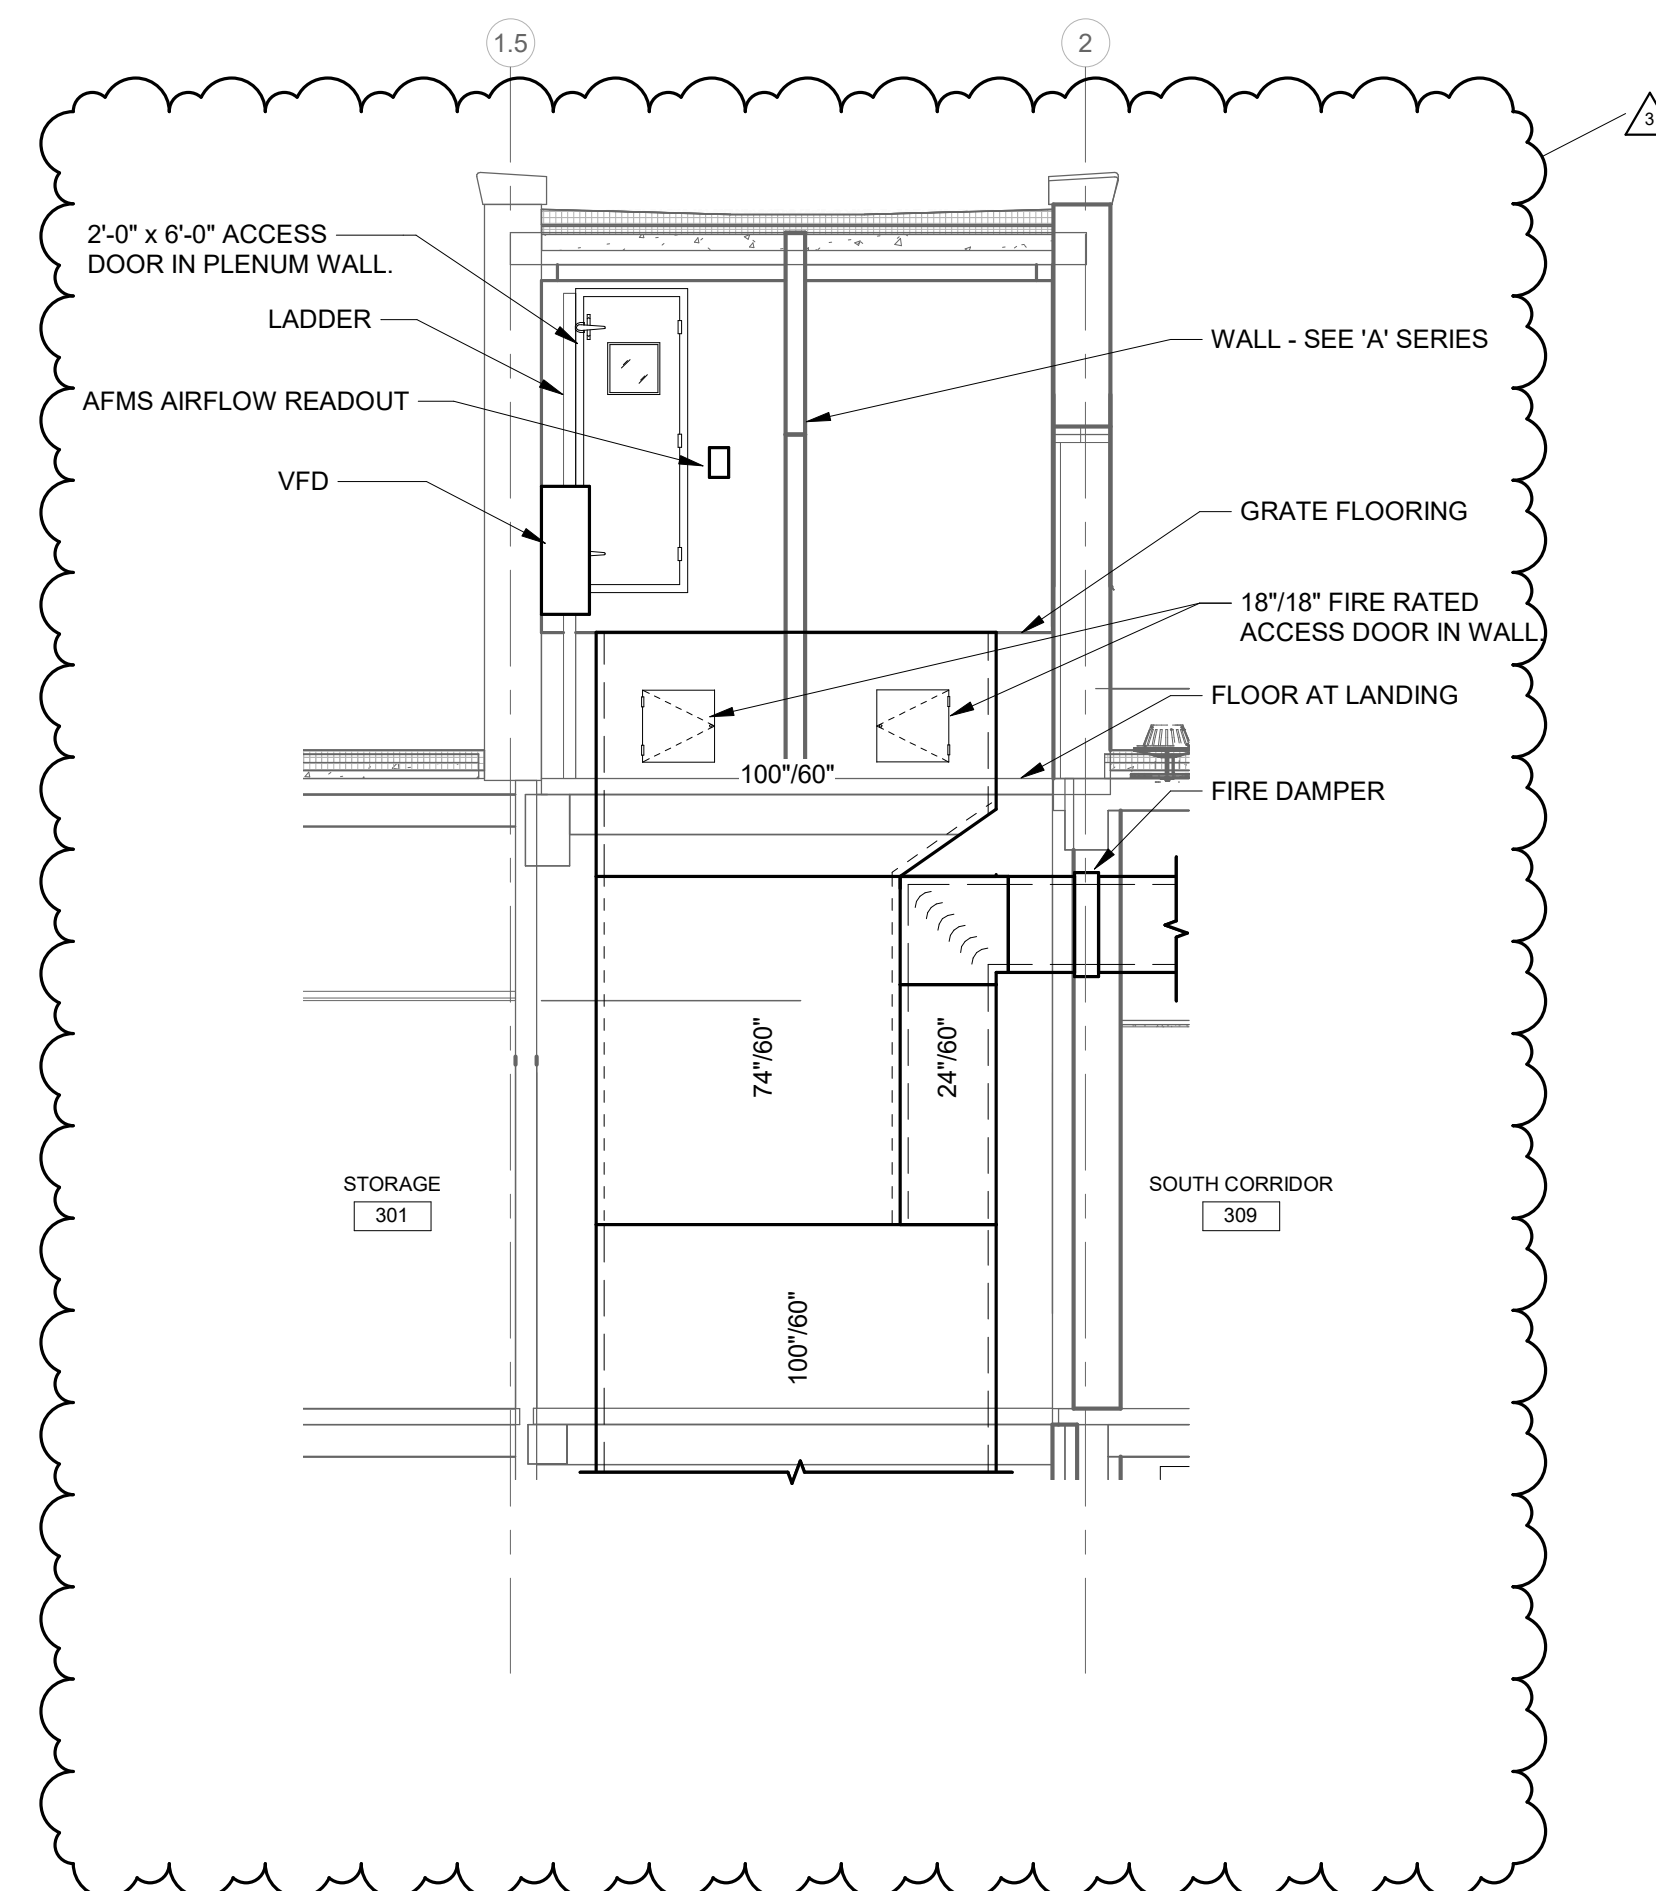 1.5
2
3
2'-0" x 6'-0" ACCESS
DOOR IN PLENUM WALL.
LADDER
AFMS AIRFLOW READOUT
VFD
WALL - SEE 'A' SERIES
GRATE FLOORING
18"/18" FIRE RATED
ACCESS DOOR IN WALL.
FLOOR AT LANDING
100"/60"
FIRE DAMPER
74"/60"
24"/60"
STORAGE
301
SOUTH CORRIDOR
309
100"/60"